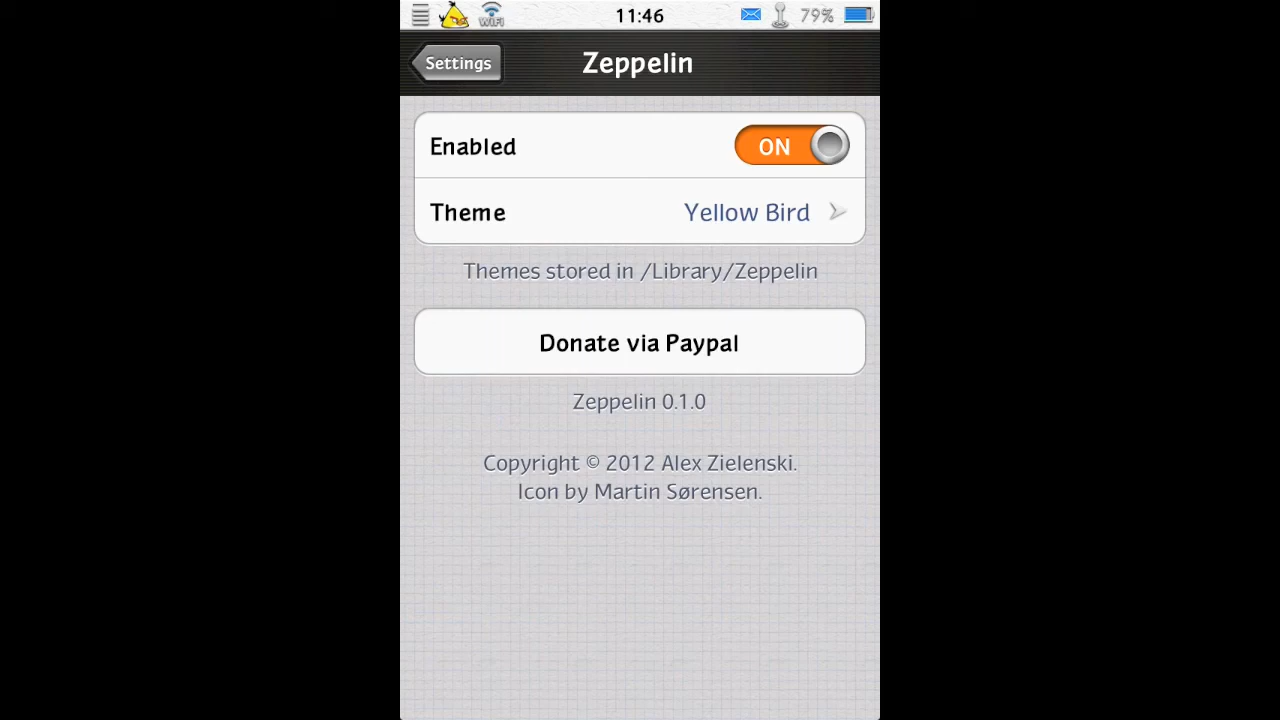 WiFi 11:46 79%
Settings Zeppelin
Enabled ON
Theme Yellow Bird
Themes stored in /Library/Zeppelin
Donate via Paypal
Zeppelin 0.1.0
Copyright © 2012 Alex Zielenski.
Icon by Martin Sørensen.